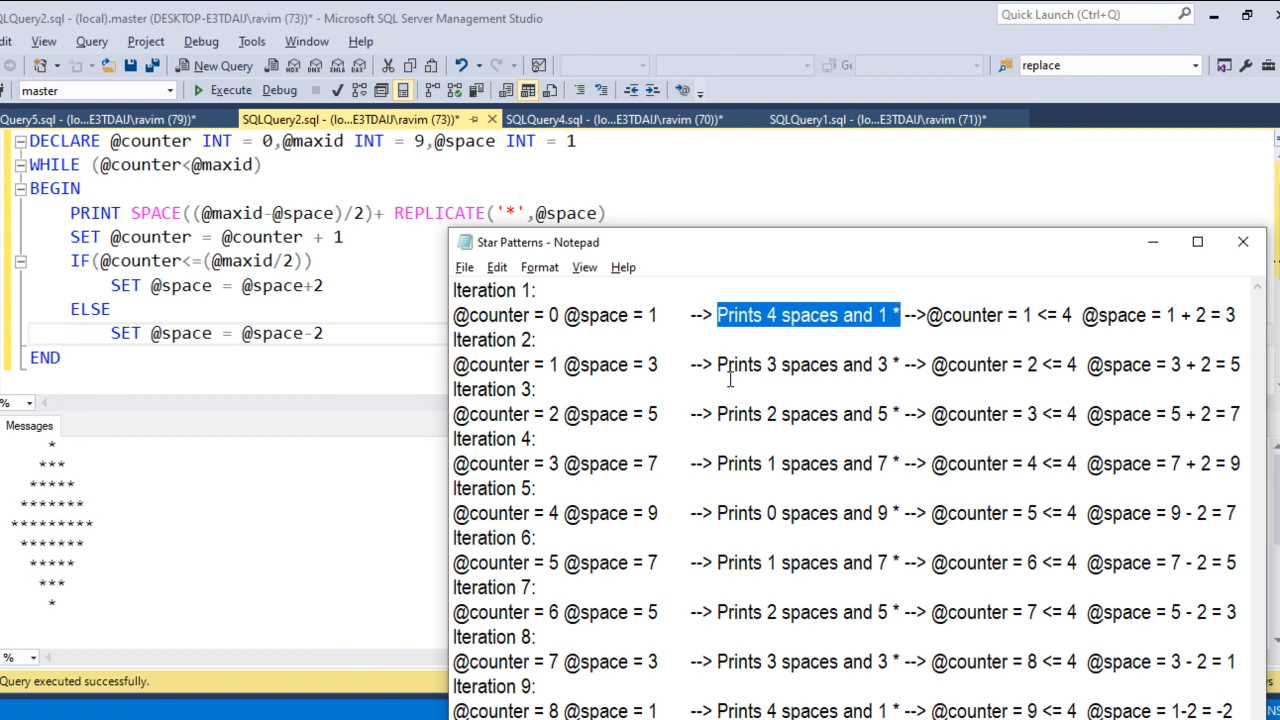 QLQuery2.sql - (local).master (DESKTOP-E3TDAIJ\ravim (73))* - Microsoft SQL Server Management Studio
Quick Launch (Ctrl+Q)
dit View Query Project Debug Tools Window Help
New Query
replace
master
Execute Debug
Query5.sql - (lo...E3TDAIJ\ravim (79))*
SQLQuery2.sql - (lo...E3TDAIJ\ravim (73))*
SQLQuery4.sql - (lo...E3TDAIJ\ravim (70))*
SQLQuery1.sql - (lo...E3TDAIJ\ravim (71))*
DECLARE @counter INT = 0,@maxid INT = 9,@space INT = 1
WHILE (@counter<@maxid)
BEGIN
PRINT SPACE((@maxid-@space)/2)+ REPLICATE('*',@space)
SET @counter = @counter + 1
IF(@counter<=(@maxid/2))
SET @space = @space+2
ELSE
SET @space = @space-2
END
%
Messages
*
***
*****
*******
*********
*******
*****
***
*
%
Query executed successfully.
Star Patterns - Notepad
File Edit Format View Help
Iteration 1:
@counter = 0 @space = 1 --> Prints 4 spaces and 1 * -->@counter = 1 <= 4 @space = 1 + 2 = 3
Iteration 2:
@counter = 1 @space = 3 --> Prints 3 spaces and 3 * --> @counter = 2 <= 4 @space = 3 + 2 = 5
Iteration 3:
@counter = 2 @space = 5 --> Prints 2 spaces and 5 * --> @counter = 3 <= 4 @space = 5 + 2 = 7
Iteration 4:
@counter = 3 @space = 7 --> Prints 1 spaces and 7 * --> @counter = 4 <= 4 @space = 7 + 2 = 9
Iteration 5:
@counter = 4 @space = 9 --> Prints 0 spaces and 9 * --> @counter = 5 <= 4 @space = 9 - 2 = 7
Iteration 6:
@counter = 5 @space = 7 --> Prints 1 spaces and 7 * --> @counter = 6 <= 4 @space = 7 - 2 = 5
Iteration 7:
@counter = 6 @space = 5 --> Prints 2 spaces and 5 * --> @counter = 7 <= 4 @space = 5 - 2 = 3
Iteration 8:
@counter = 7 @space = 3 --> Prints 3 spaces and 3 * --> @counter = 8 <= 4 @space = 3 - 2 = 1
Iteration 9:
@counter = 8 @space = 1 --> Prints 4 spaces and 1 * --> @counter = 9 <= 4 @space = 1-2 = -2